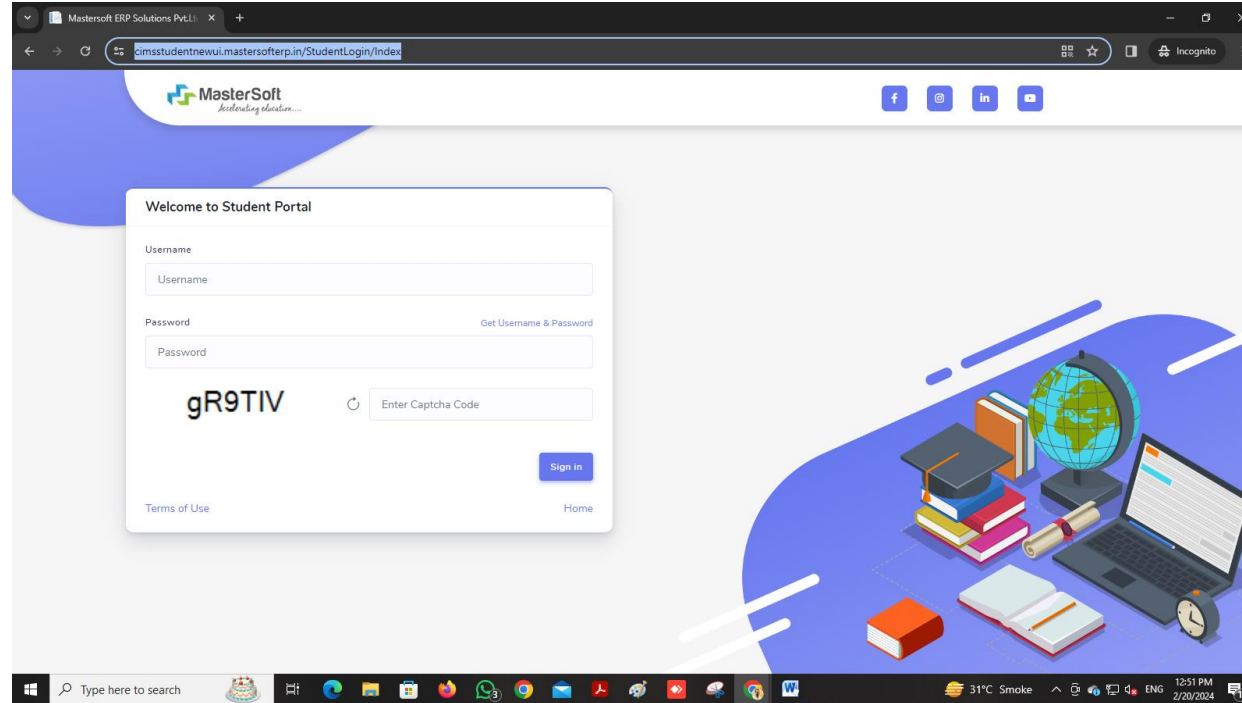 Mastersoft ERP Solutions Pvt.Lt
cimsstudentnewui.mastersofterp.in/StudentLogin/Index
Incognito
MasterSoft
Accelerating education....
Welcome to Student Portal
Username
Username
Password Get Username & Password
Password
gR9TIV Enter Captcha Code
Sign in
Terms of Use Home
Type here to search
31°C Smoke
ENG
12:51 PM
2/20/2024